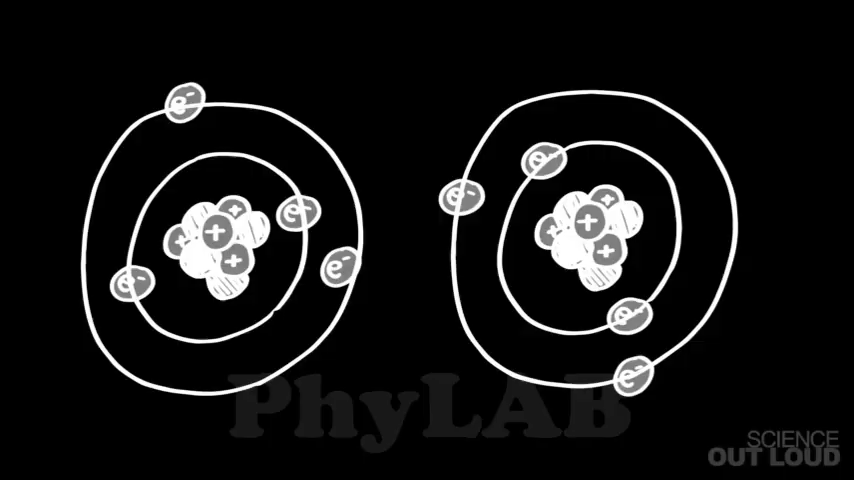 e-
e-
e-
e-
+
+
+
+
e-
e-
e-
e-
+
+
+
+
PhyLAB
SCIENCE
OUT LOUD